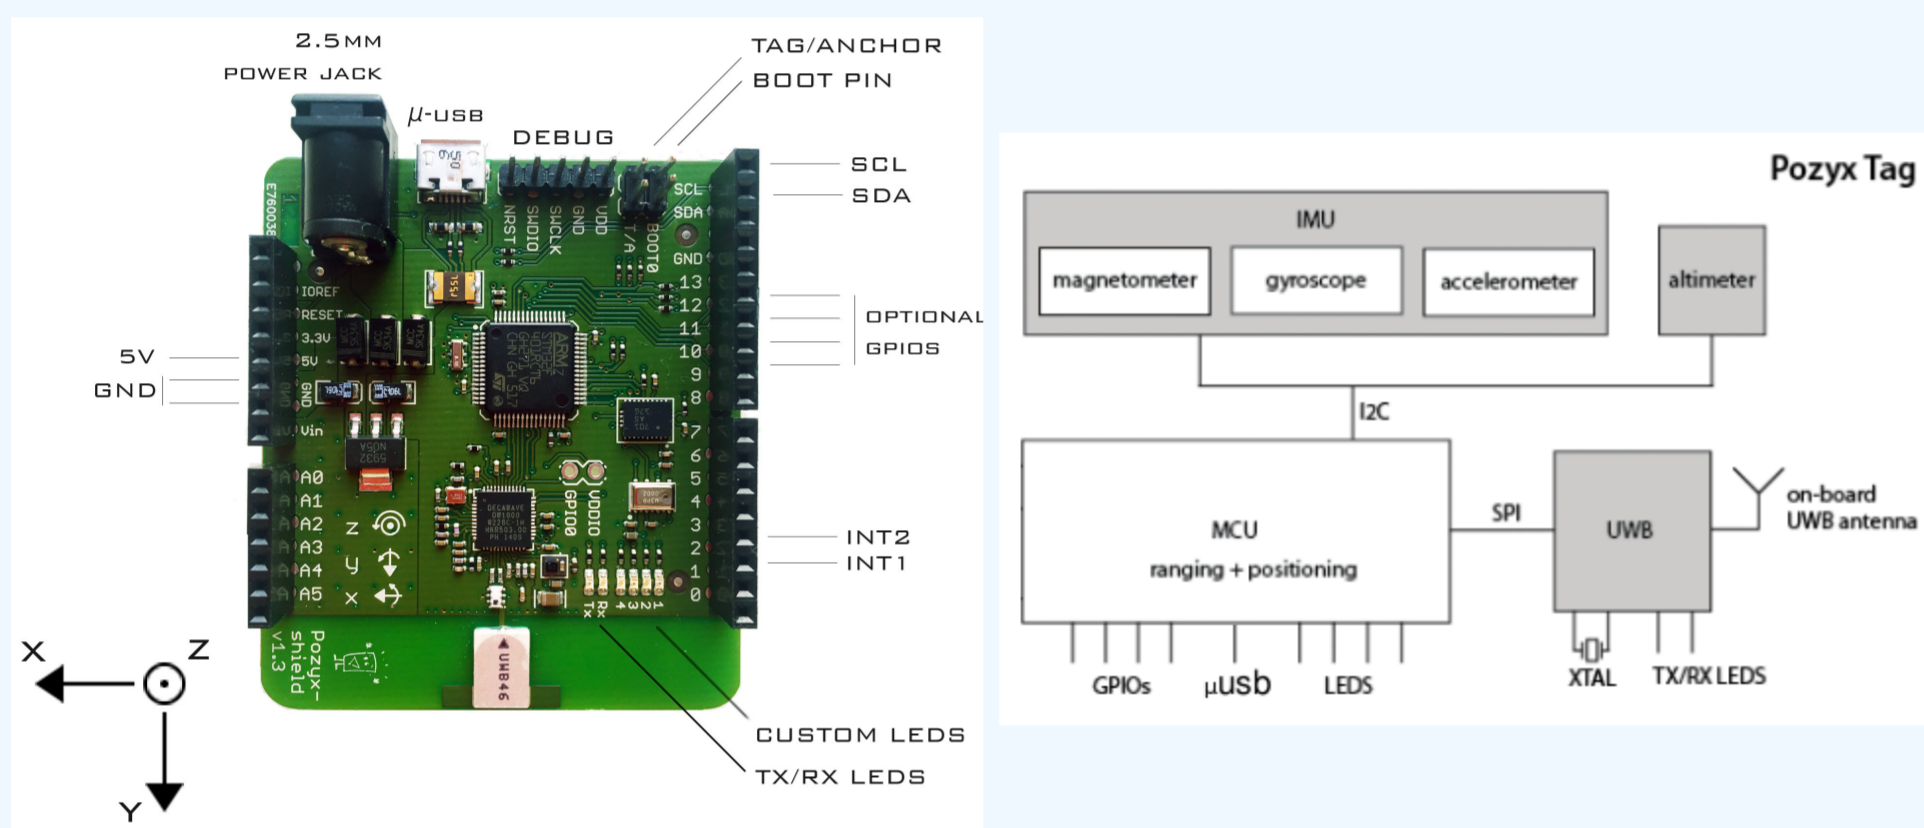 2.5MM
POWER JACK
µ-USB
DEBUG
TAG/ANCHOR
BOOT PIN
SCL
SDA
OPTIONAL
GPIOS
5V
GND
INT2
INT1
CUSTOM LEDS
TX/RX LEDS
X
Z
Y
E760038
NRST
SWDIO
SWCLK
GND
VDD
T/A
BOOT0
SCL
SDA
GND
13
12
11
10
9
8
7
6
5
4
3
2
1
0
IOREF
RESET
3.3V
5V
GND
Vin
A0
A1
A2
A3
A4
A5
z
y
x
ARM
GPIO0
VDDIO
DECAWAVE
DW1000
Tx
Rx
4
3
2
1
UWB46
Pozyx-
shield
v1.3
Pozyx Tag
IMU
magnetometer
gyroscope
accelerometer
altimeter
I2C
MCU
ranging + positioning
SPI
UWB
on-board
UWB antenna
GPIOs
µusb
LEDS
XTAL
TX/RX LEDS